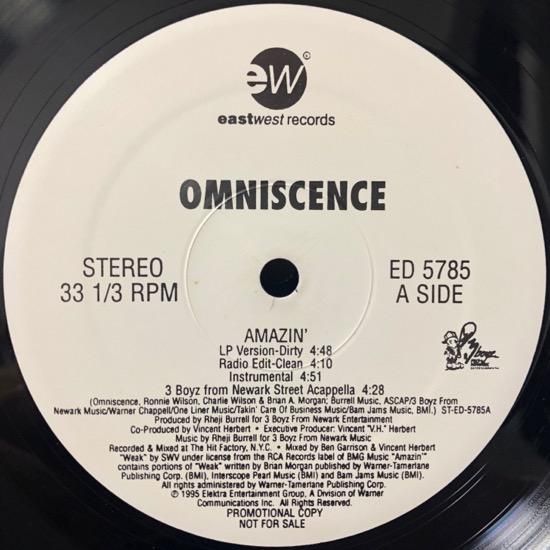 ew
eastwest records
OMNISCENCE
STEREO
33 1/3 RPM
ED 5785
A SIDE
AMAZIN'
LP Version-Dirty 4:48
Radio Edit-Clean 4:10
Instrumental 4:51
3 Boyz from Newark Street Acappella 4:28
(Omniscence, Ronnie Wilson, Charlie Wilson & Brian A. Morgan; Burrell Music, ASCAP/3 Boyz From
Newark Music/Warner Chappell/One Liner Music/Takin' Care Of Business Music/Bam Jams Music, BMI.) ST-ED-5785A
Produced by Rheji Burrell for 3 Boyz From Newark Entertainment
Co-Produced by Vincent Herbert • Executive Producer: Vincent "V.H." Herbert
Music by Rheji Burrell for 3 Boyz From Newark Music
Recorded & Mixed at The Hit Factory, N.Y.C. • Mixed by Ben Garrison & Vincent Herbert
"Weak" by SWV under license from the RCA Records label of BMG Music "Amazin'"
contains portions of "Weak" written by Brian Morgan published by Warner-Tamerlane
Publishing Corp. (BMI), Interscope Pearl Music (BMI) and Bam Jams Music (BMI).
All rights administered by Warner-Tamerlane Publishing Corp. (BMI)
℗ 1995 Elektra Entertainment Group, A Division of Warner
Communications Inc. All Rights Reserved.
PROMOTIONAL COPY
NOT FOR SALE